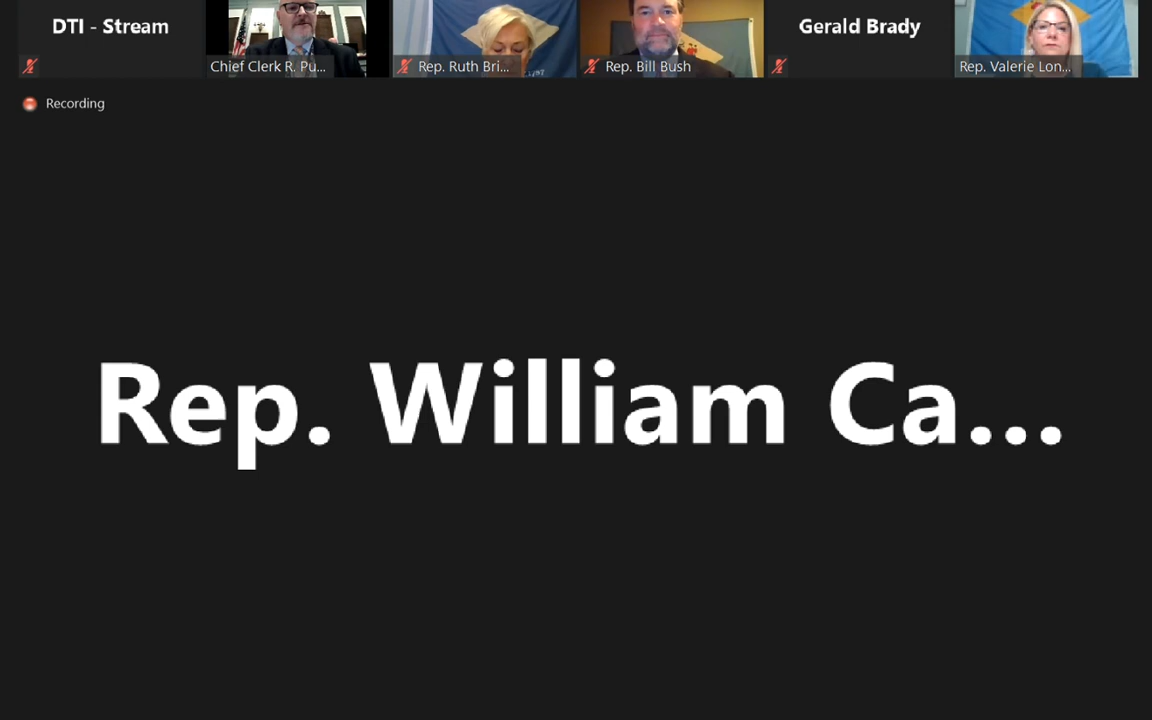 DTI - Stream
Gerald Brady
Chief Clerk R. Pu...
Rep. Ruth Bri...
Rep. Bill Bush
Rep. Valerie Lon...
Recording
Rep. William Ca...